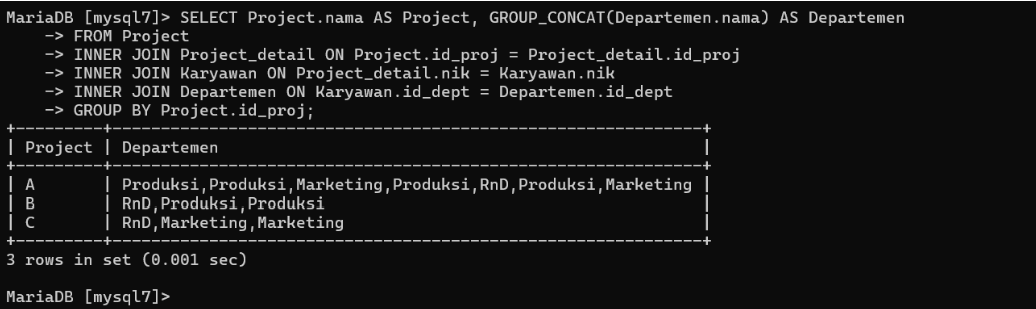 MariaDB [mysql7]> SELECT Project.nama AS Project, GROUP_CONCAT(Departemen.nama) AS Departemen
    -> FROM Project
    -> INNER JOIN Project_detail ON Project.id_proj = Project_detail.id_proj
    -> INNER JOIN Karyawan ON Project_detail.nik = Karyawan.nik
    -> INNER JOIN Departemen ON Karyawan.id_dept = Departemen.id_dept
    -> GROUP BY Project.id_proj;
+---------+-------------------------------------------------------------+
| Project | Departemen                                                  |
+---------+-------------------------------------------------------------+
| A       | Produksi,Produksi,Marketing,Produksi,RnD,Produksi,Marketing |
| B       | RnD,Produksi,Produksi                                       |
| C       | RnD,Marketing,Marketing                                     |
+---------+-------------------------------------------------------------+
3 rows in set (0.001 sec)
MariaDB [mysql7]>